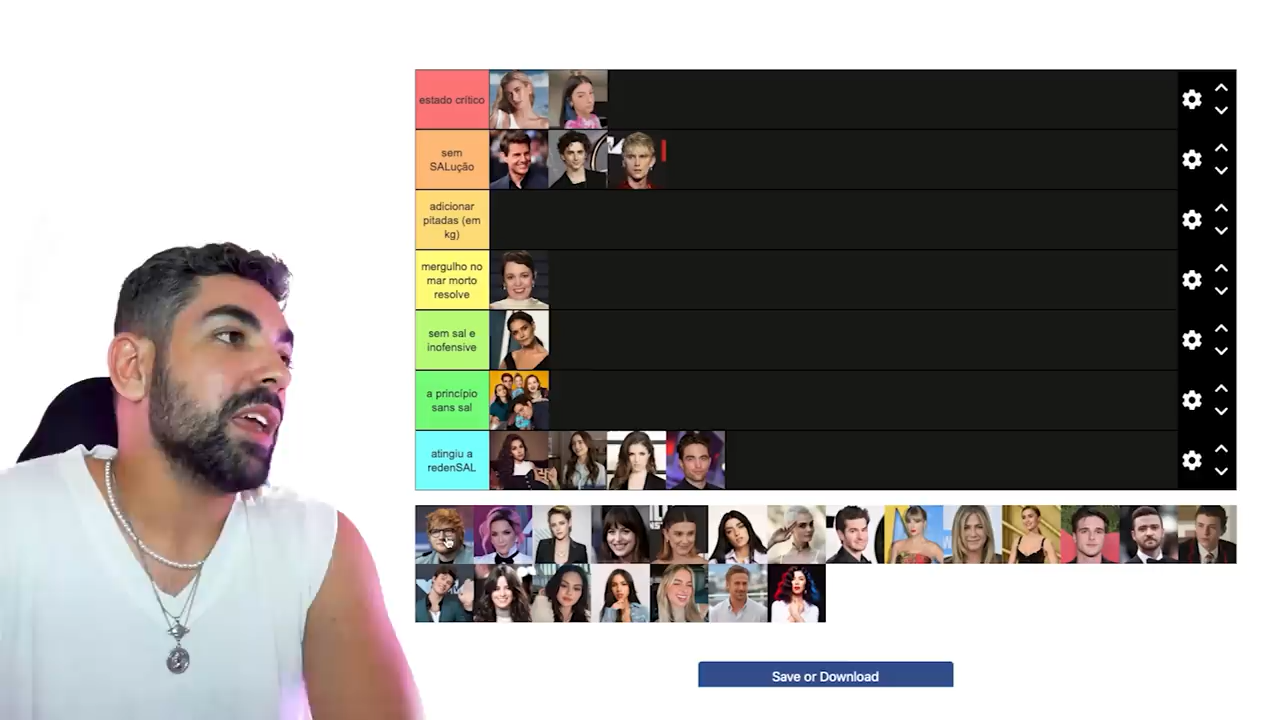 estado crítico
sem
SALução
adicionar
pitadas (em
kg)
mergulho no
mar morto
resolve
sem sal e
inofensive
a princípio
sans sal
atingiu a
redenSAL
Save or Download